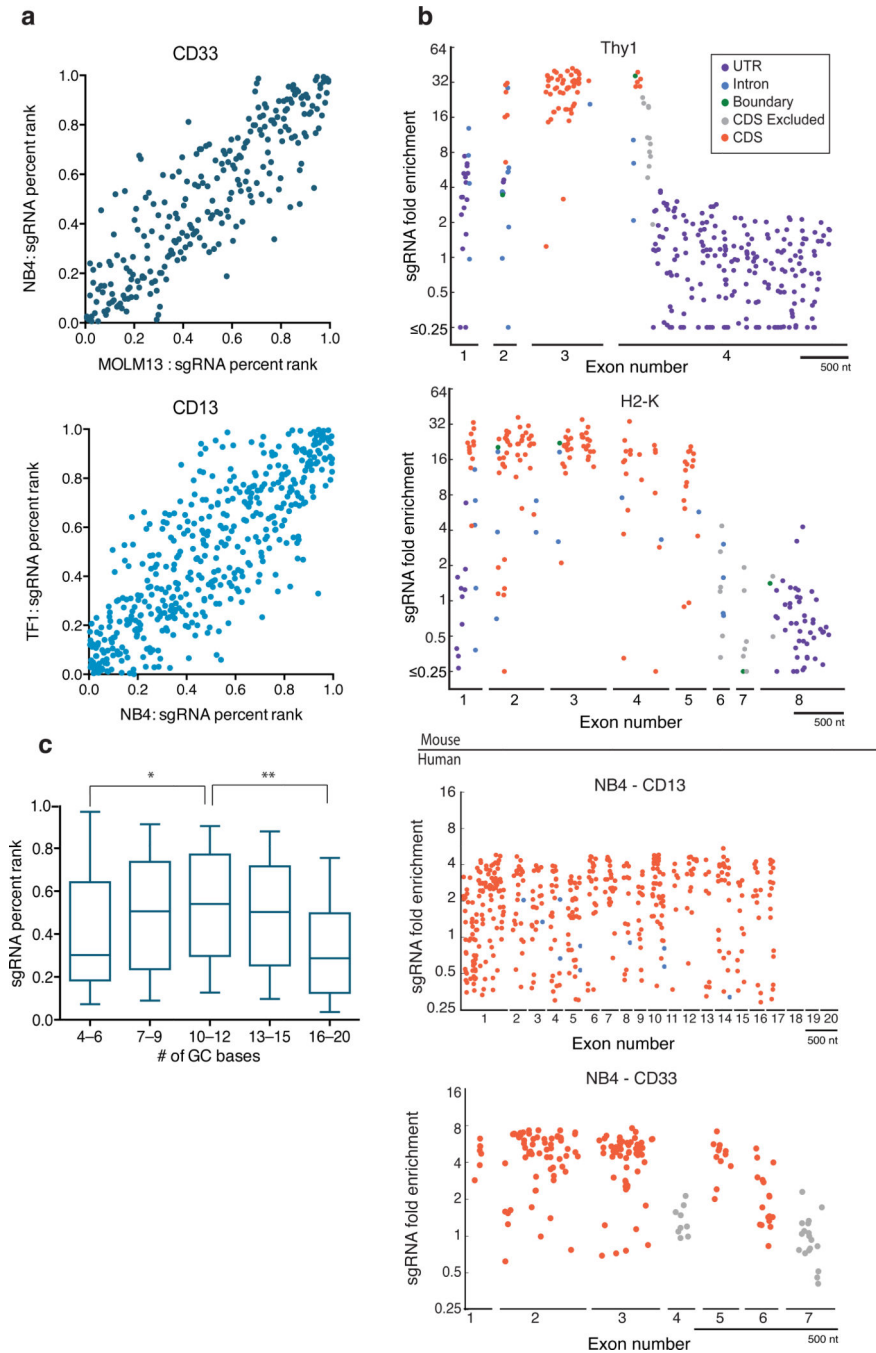 a
CD33
NB4: sgRNA percent rank
1.0
0.8
0.6
0.4
0.2
0.0
0.0 0.2 0.4 0.6 0.8 1.0
MOLM13 : sgRNA percent rank
CD13
TF1: sgRNA percent rank
1.0
0.8
0.6
0.4
0.2
0.0
0.0 0.2 0.4 0.6 0.8 1.0
NB4: sgRNA percent rank
b
Thy1
sgRNA fold enrichment
64
32
16
8
4
2
1
0.5
≤0.25
UTR
Intron
Boundary
CDS Excluded
CDS
1 2 3 4
Exon number
500 nt
H2-K
sgRNA fold enrichment
64
32
16
8
4
2
1
0.5
≤0.25
1 2 3 4 5 6 7 8
Exon number
500 nt
Mouse
Human
NB4 - CD13
sgRNA fold enrichment
16
8
4
2
1
0.5
0.25
1 2 3 4 5 6 7 8 9 10 11 12 13 14 15 16 17 18 19 20
Exon number
500 nt
NB4 - CD33
sgRNA fold enrichment
16
8
4
2
1
0.5
0.25
1 2 3 4 5 6 7
Exon number
500 nt
c
* **
sgRNA percent rank
1.0
0.8
0.6
0.4
0.2
0.0
4–6 7–9 10–12 13–15 16–20
# of GC bases